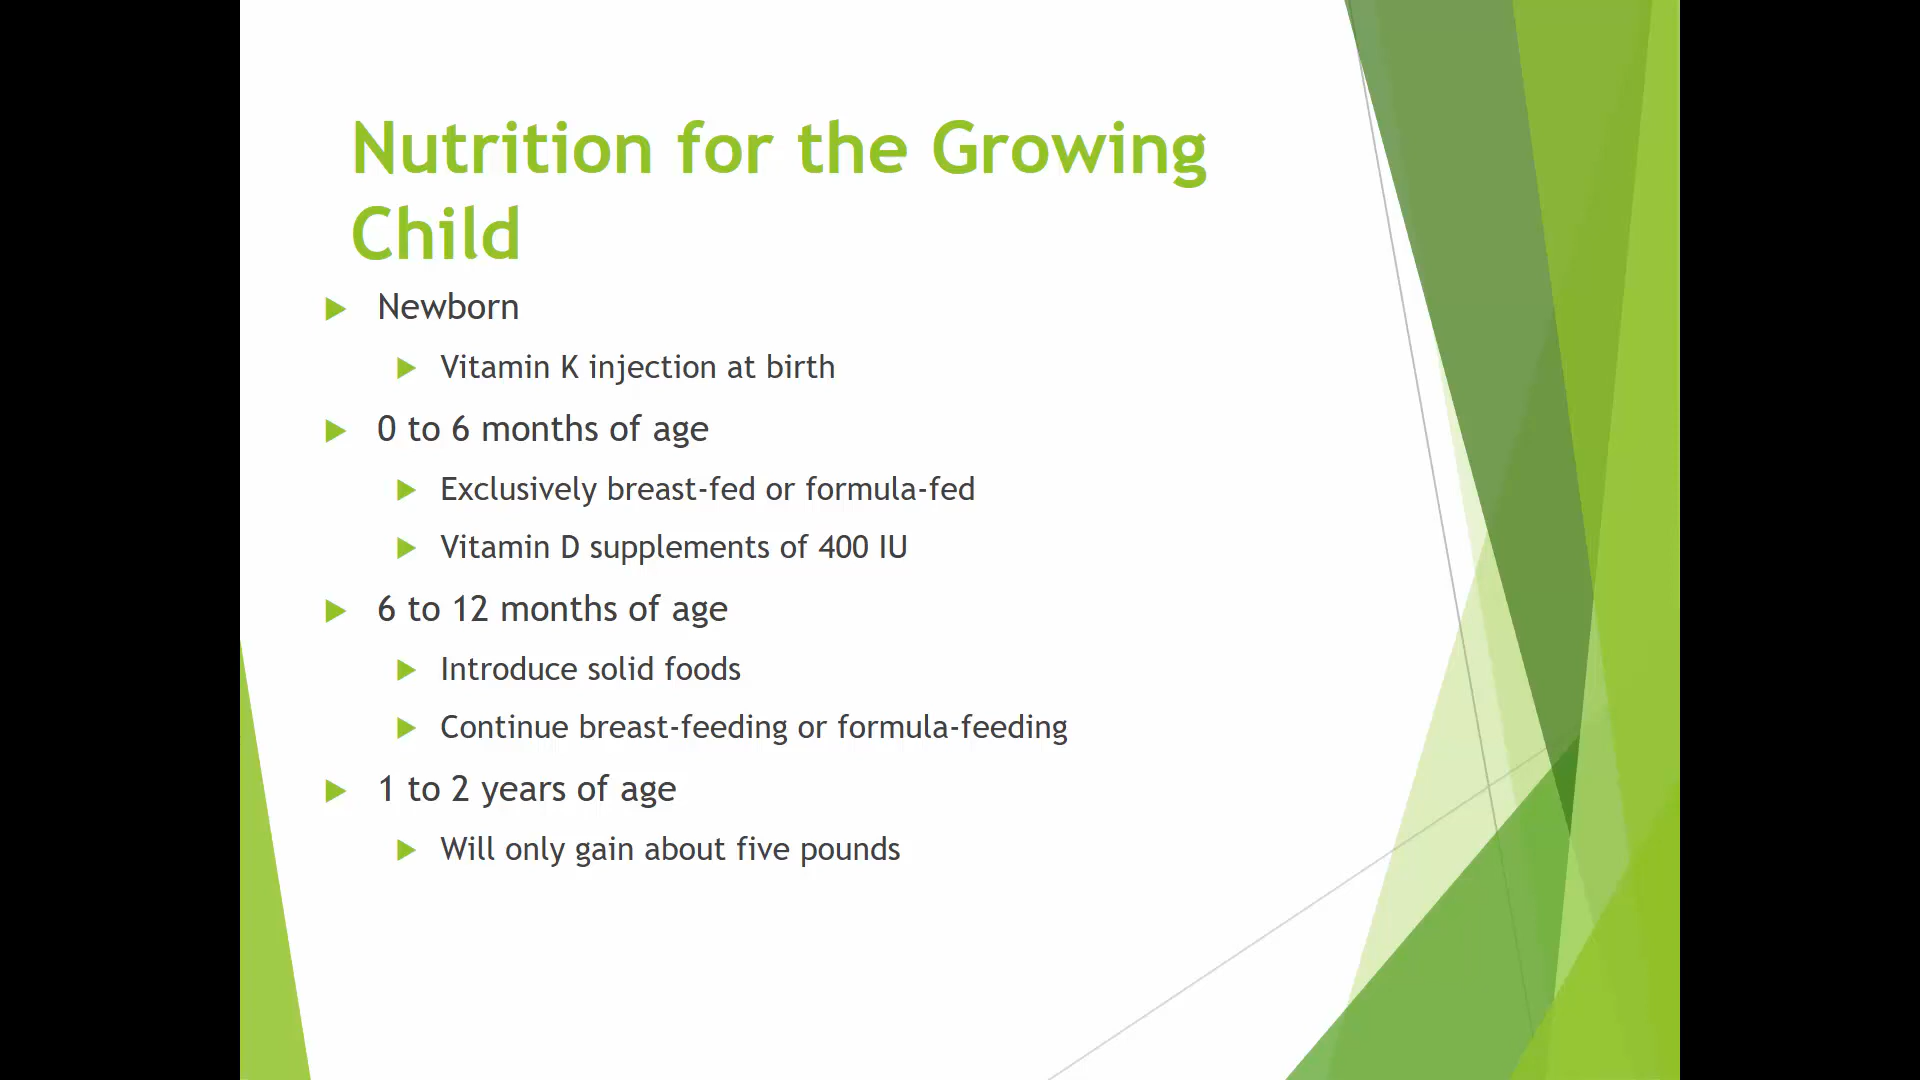 Nutrition for the Growing
Child
Newborn
Vitamin K injection at birth
0 to 6 months of age
Exclusively breast-fed or formula-fed
Vitamin D supplements of 400 IU
6 to 12 months of age
Introduce solid foods
Continue breast-feeding or formula-feeding
1 to 2 years of age
Will only gain about five pounds